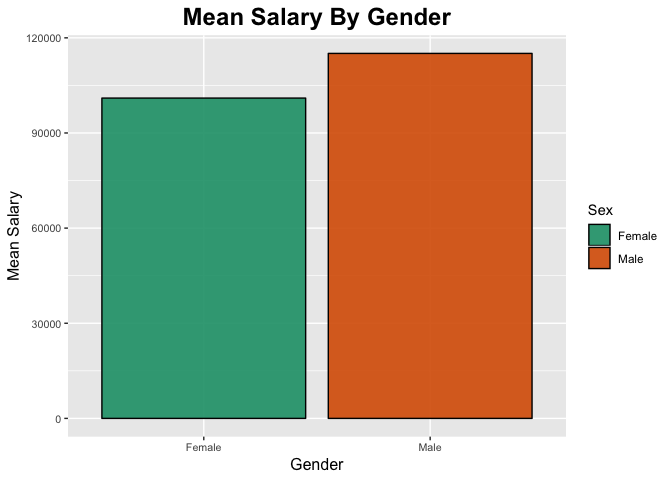 Mean Salary By Gender
120000
90000
60000
30000
0
Mean Salary
Female
Male
Gender
Sex
Female
Male